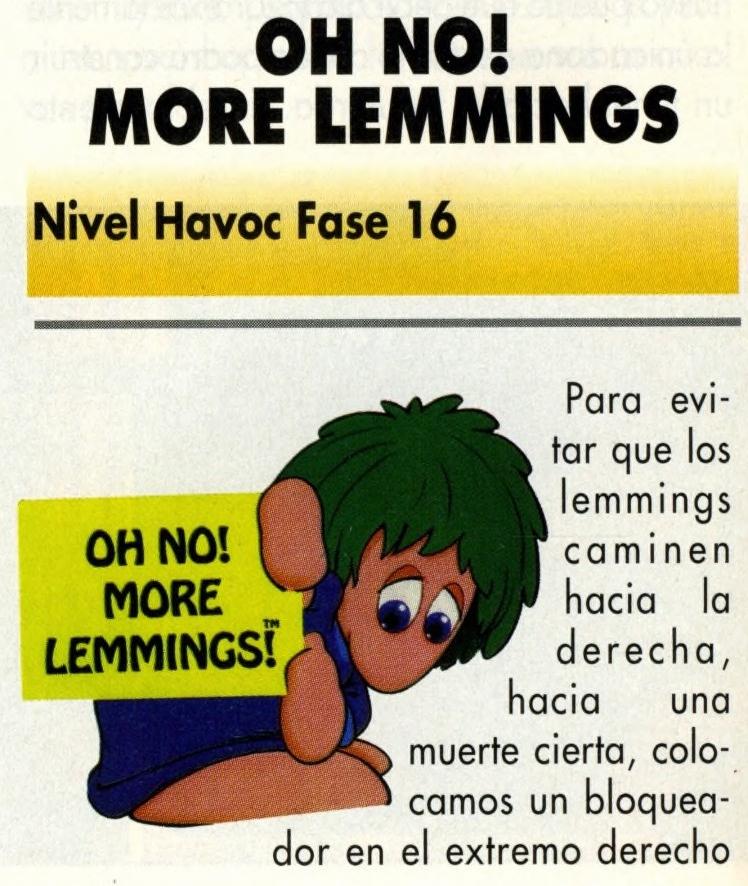 OH NO!
MORE LEMMINGS
Nivel Havoc Fase 16
OH NO!
MORE
LEMMINGS!™
Para evi-
tar que los
lemmings
caminen
hacia la
derecha,
hacia una
muerte cierta, colo-
camos un bloquea-
dor en el extremo derecho